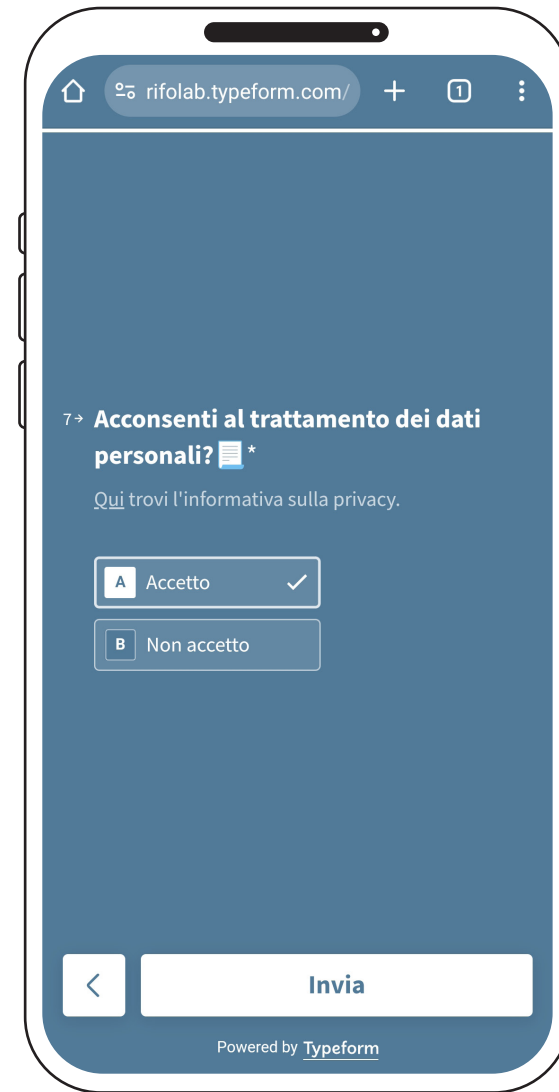 rifolab.typeform.com/
1
7→ Acconsenti al trattamento dei dati
personali?📃*
Qui trovi l'informativa sulla privacy.
A Accetto
B Non accetto
Invia
Powered by Typeform